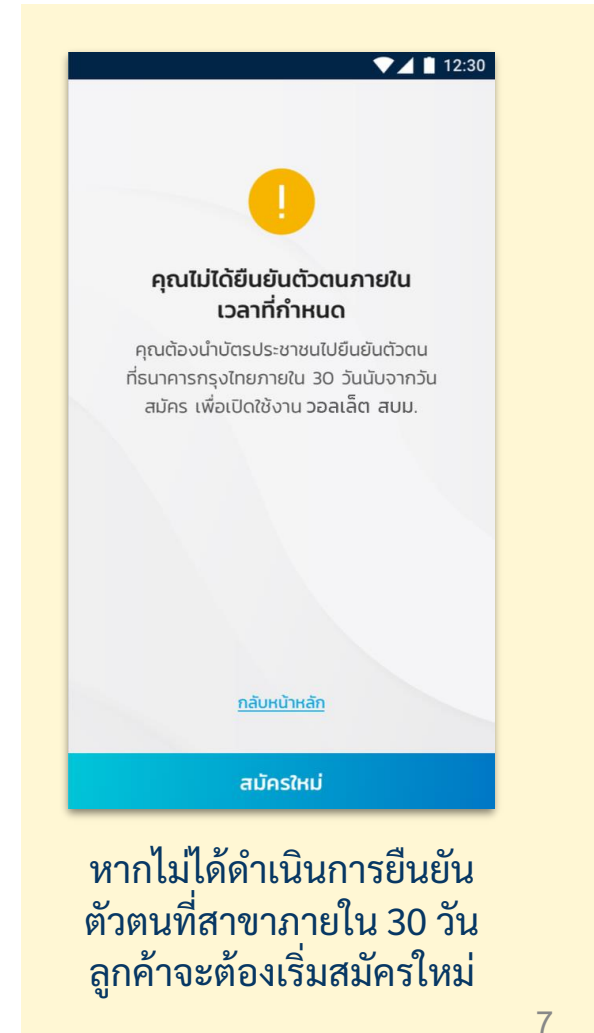 12:30
!
คุณไม่ได้ยืนยันตัวตนภายใน
เวลาที่กำหนด
คุณต้องนำบัตรประชาชนไปยืนยันตัวตน
ที่ธนาคารกรุงไทยภายใน 30 วันนับจากวัน
สมัคร เพื่อเปิดใช้งาน วอลเล็ต สบม.
กลับหน้าหลัก
สมัครใหม่
หากไม่ได้ดำเนินการยืนยัน
ตัวตนที่สาขาภายใน 30 วัน
ลูกค้าจะต้องเริ่มสมัครใหม่
7